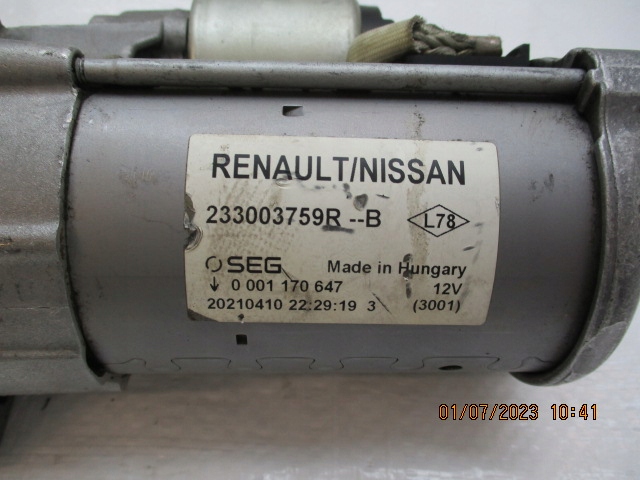 RENAULT/NISSAN
233003759R --B L78
SEG Made in Hungary
0 001 170 647 12V
20210410 22:29:19 3 (3001)
01/07/2023 10:41